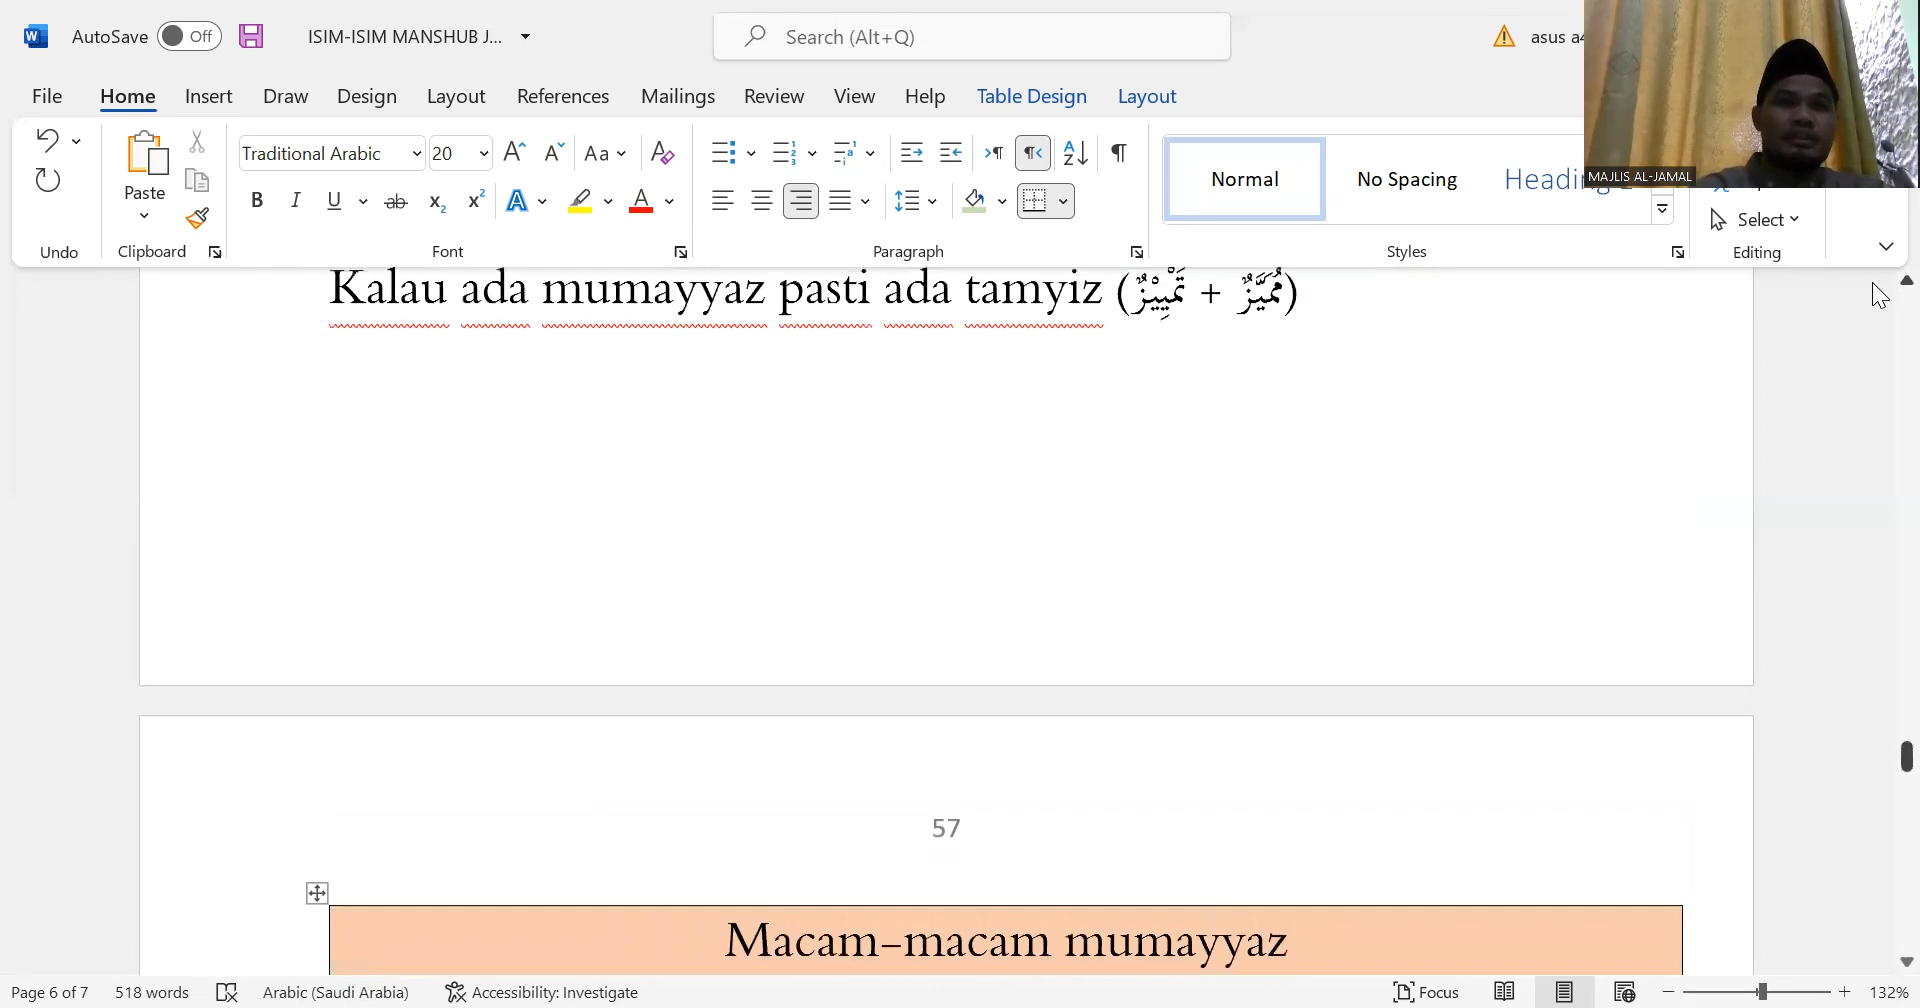 AutoSave Off ISIM-ISIM MANSHUB J... Search (Alt+Q) asus a4
File Home Insert Draw Design Layout References Mailings Review View Help Table Design Layout
MAJLIS AL-JAMAL
Paste Traditional Arabic 20 Aa Normal No Spacing Heading
Select
Undo Clipboard Font Paragraph Styles Editing
Kalau ada mumayyaz pasti ada tamyiz (مُمَيَّزٌ + تَمْيِيْزٌ)
57
Macam-macam mumayyaz
Page 6 of 7 518 words Arabic (Saudi Arabia) Accessibility: Investigate Focus 132%